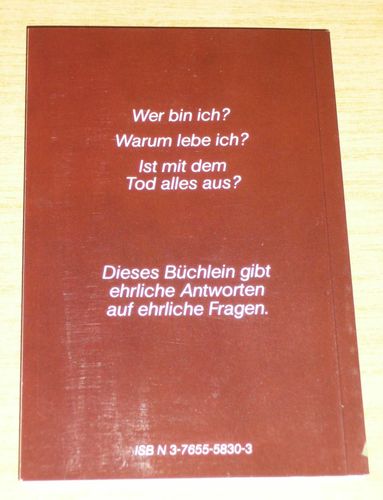 Wer bin ich?
Warum lebe ich?
Ist mit dem
Tod alles aus?
Dieses Büchlein gibt
ehrliche Antworten
auf ehrliche Fragen.
ISB N 3-7655-5830-3